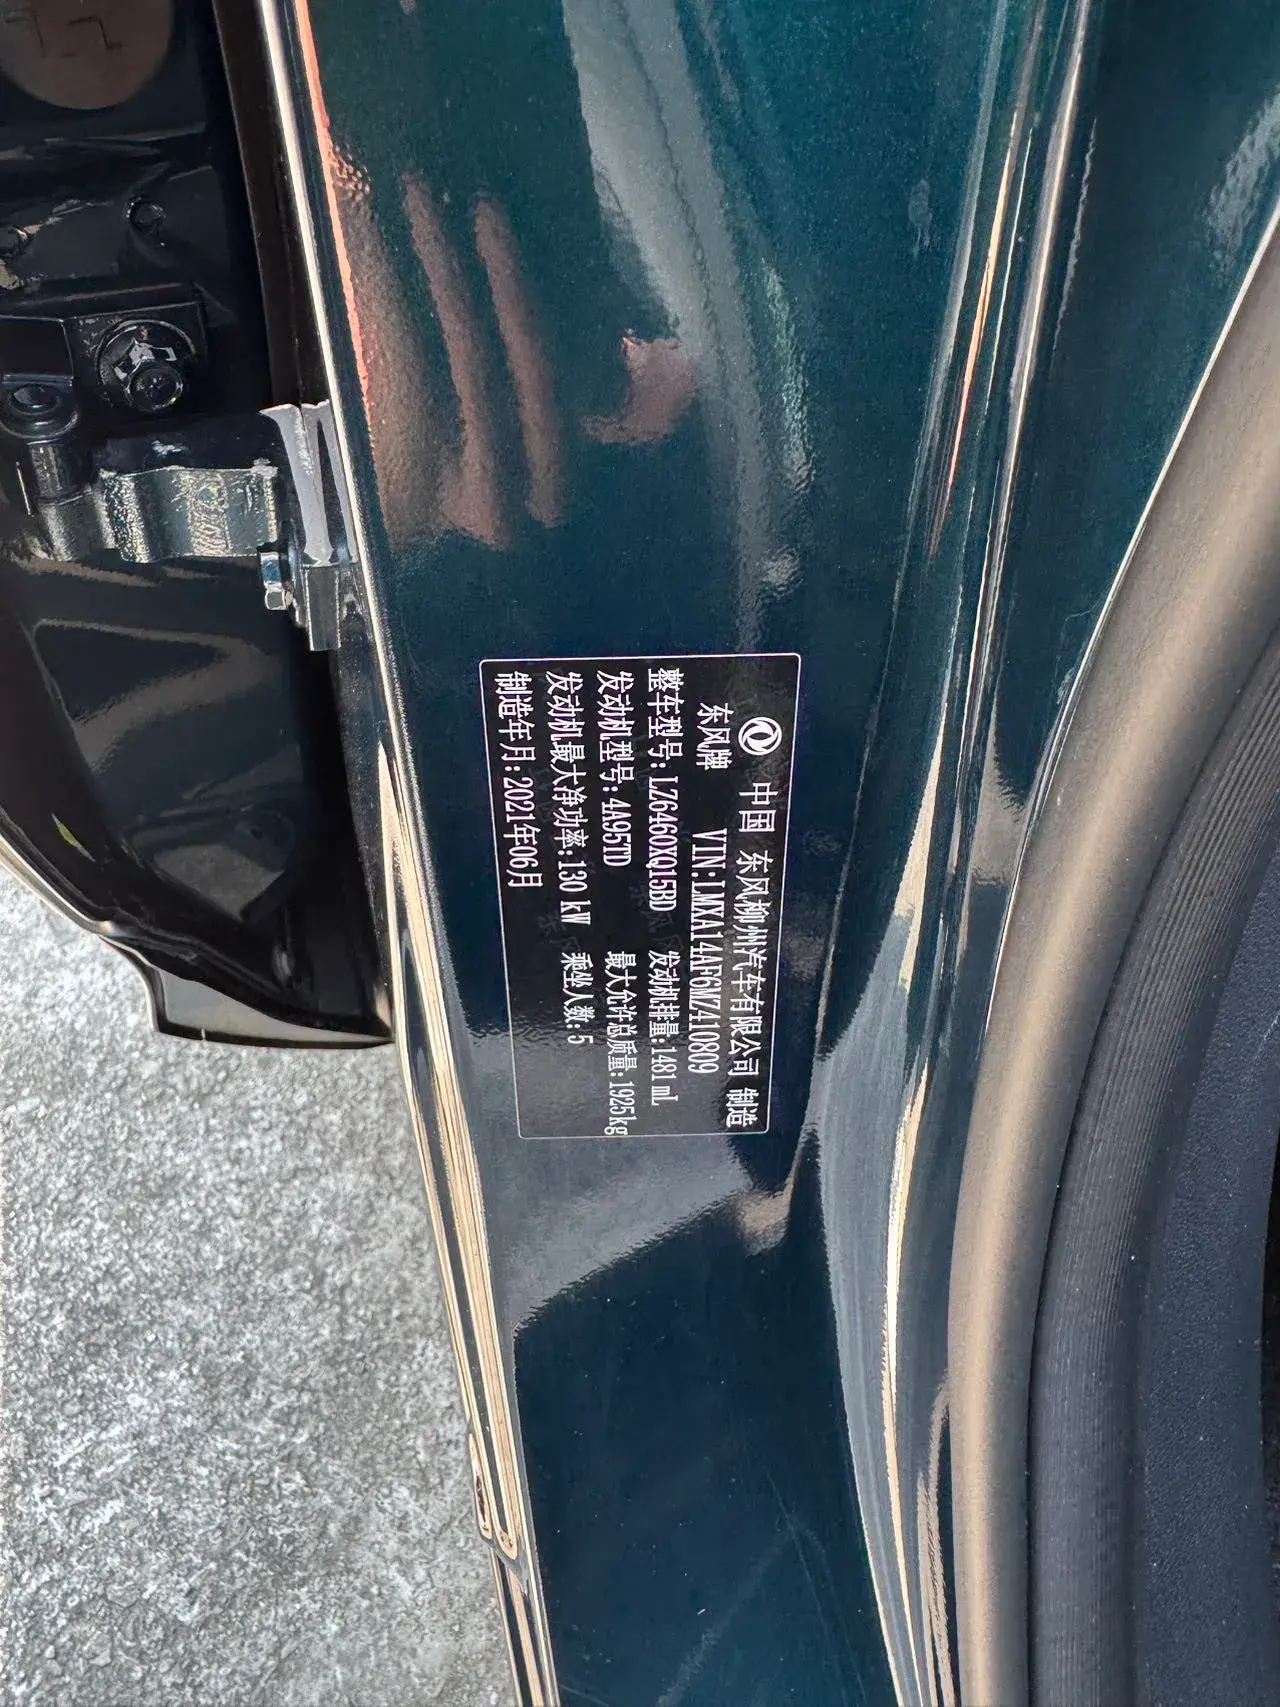 中国 东风柳州汽车有限公司 制造
东风牌 VIN:LMXA14AF6MZ410809
整车型号:LZ6460XQ15BD 发动机排量:1481 mL
发动机型号:4A95TD 最大允许总质量:1925kg
发动机最大净功率:130 kW 乘坐人数:5
制造年月:2021年06月